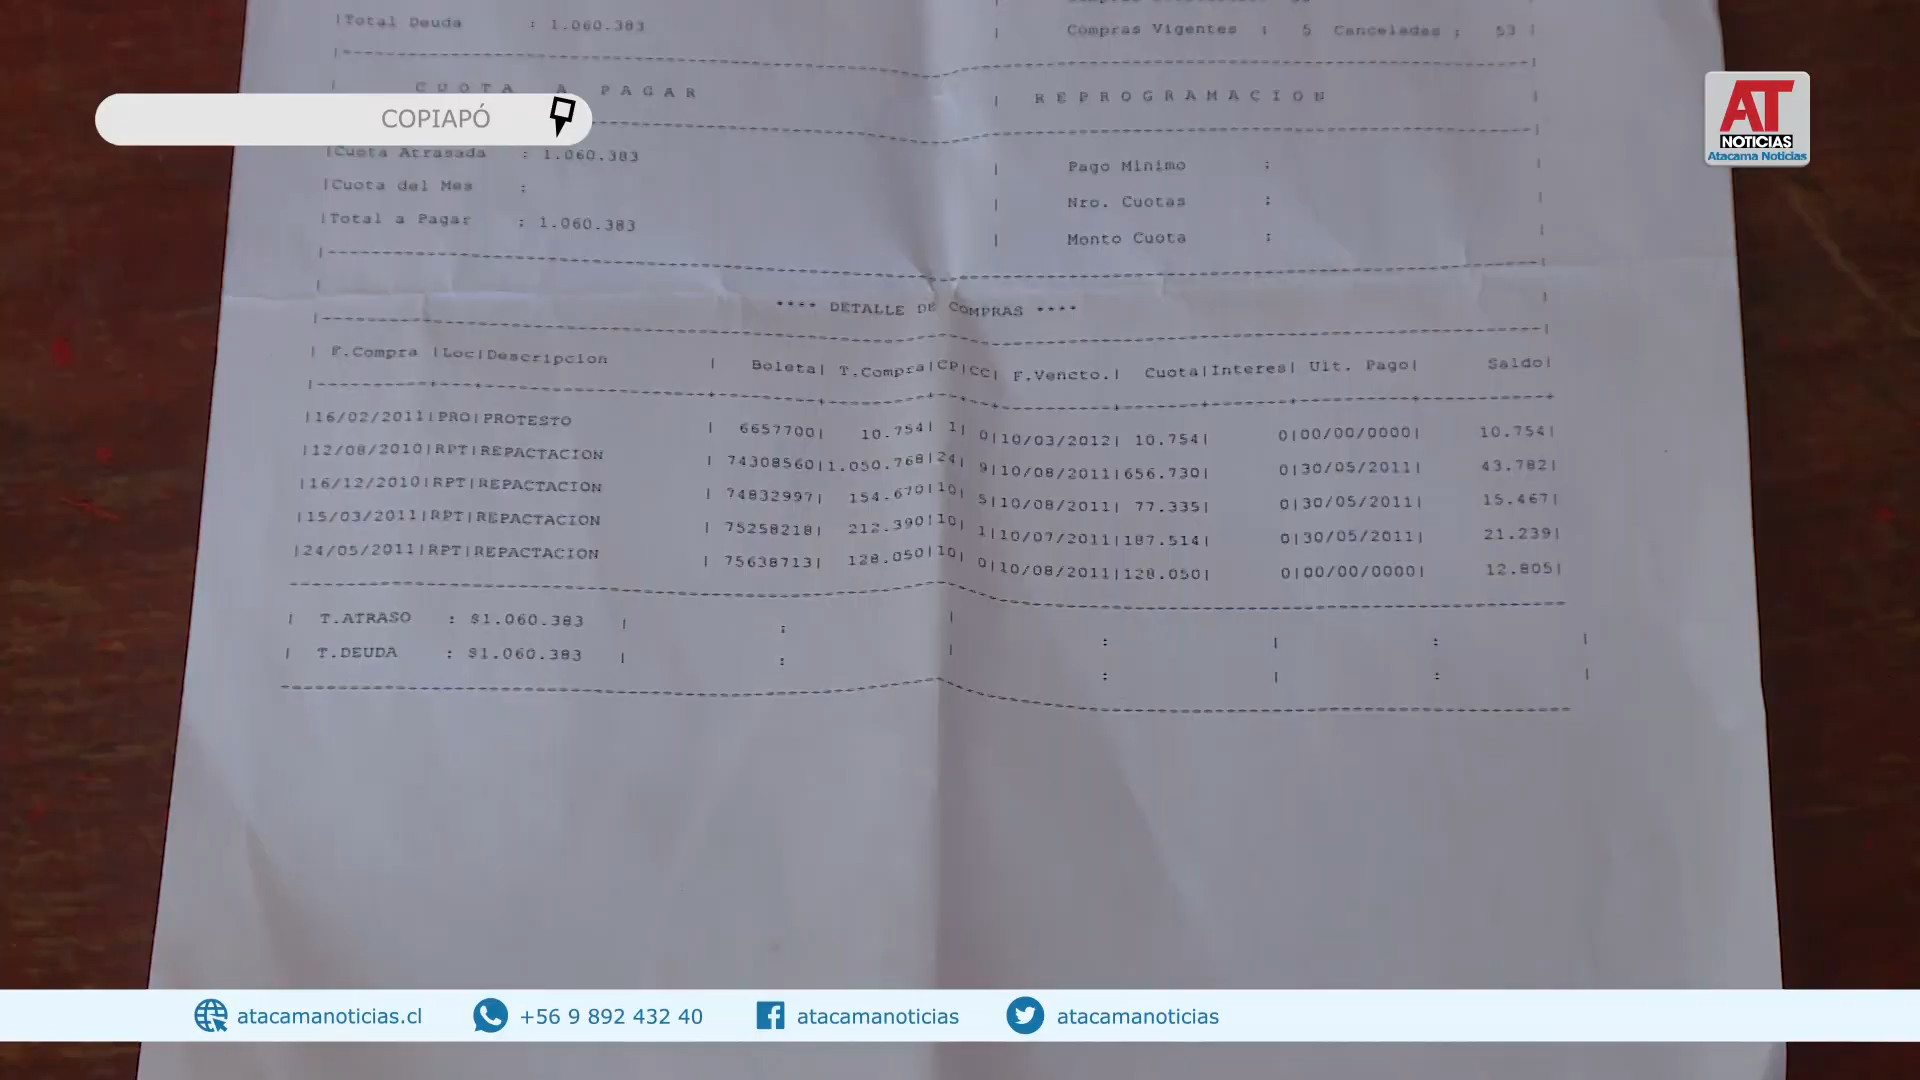 |Total Deuda : 1.060.383
| Compras Vigentes : 5 Canceladas : 53 |
CUOTA A PAGAR
| REPROGRAMACION |
COPIAPÓ
AT
NOTICIAS
Atacama Noticias
|Cuota Atrasada : 1.060.383
| Pago Minimo : |
|Cuota del Mes :
| Nro. Cuotas : |
|Total a Pagar : 1.060.383
| Monto Cuota : |
**** DETALLE DE COMPRAS ****
| F.Compra |Loc|Descripcion | Boleta| T.Compra|CP|CC| F.Vencto.| Cuota|Interes| Ult. Pago| Saldo|
|16/02/2011|PRO|PROTESTO | 6657700| 10.754| 1| 0|10/03/2012| 10.754| 0|00/00/0000| 10.754|
|12/08/2010|RPT|REPACTACION | 74308560|1.050.768|24| 9|10/08/2011|656.730| 0|30/05/2011| 43.782|
|16/12/2010|RPT|REPACTACION | 74832997| 154.670|10| 5|10/08/2011| 77.335| 0|30/05/2011| 15.467|
|15/03/2011|RPT|REPACTACION | 75258218| 212.390|10| 1|10/07/2011|187.514| 0|30/05/2011| 21.239|
|24/05/2011|RPT|REPACTACION | 75638713| 128.050|10| 0|10/08/2011|128.050| 0|00/00/0000| 12.805|
| T.ATRASO : $1.060.383 | : | : | : |
| T.DEUDA : $1.060.383 | : | : | : |
atacamanoticias.cl
+56 9 892 432 40
atacamanoticias
atacamanoticias